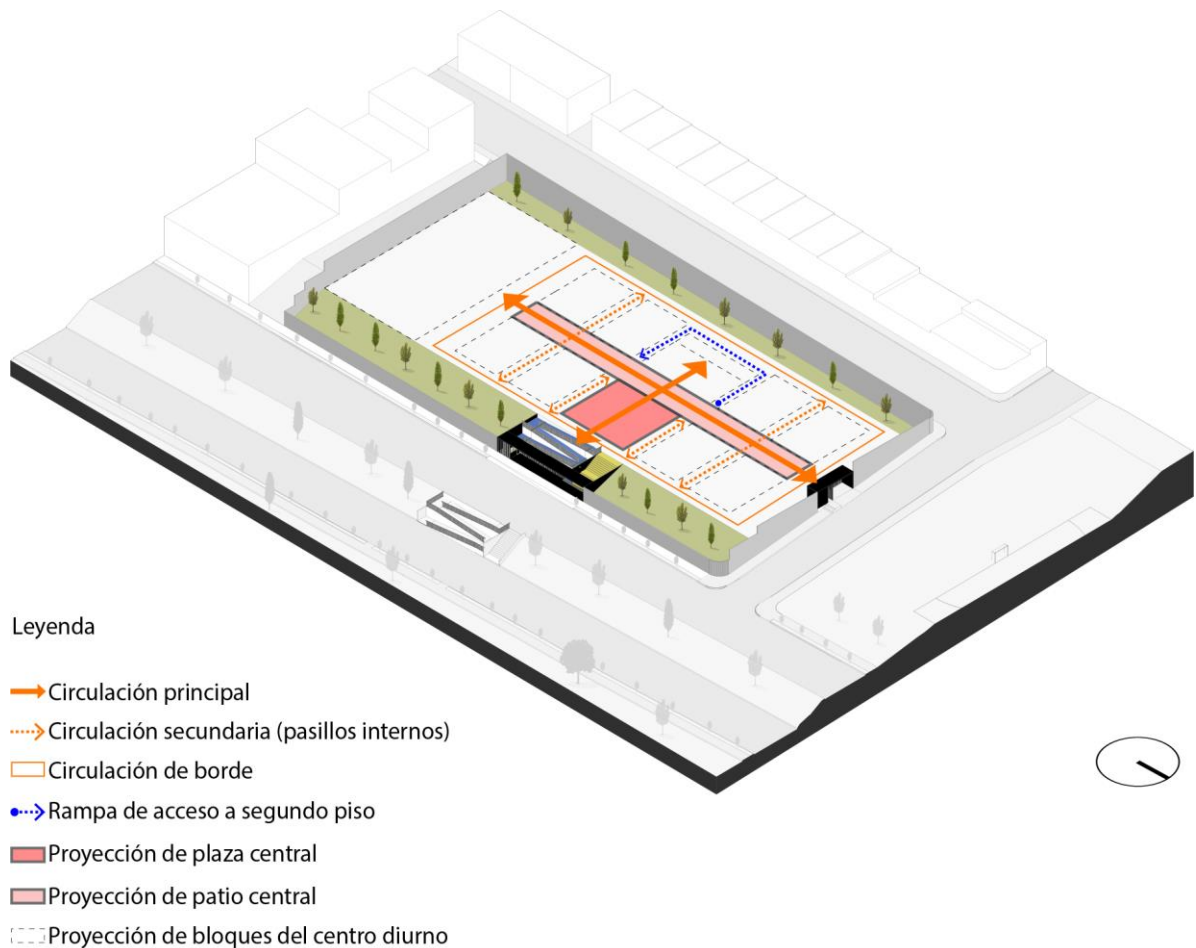 Leyenda
Circulación principal
Circulación secundaria (pasillos internos)
Circulación de borde
Rampa de acceso a segundo piso
Proyección de plaza central
Proyección de patio central
Proyección de bloques del centro diurno